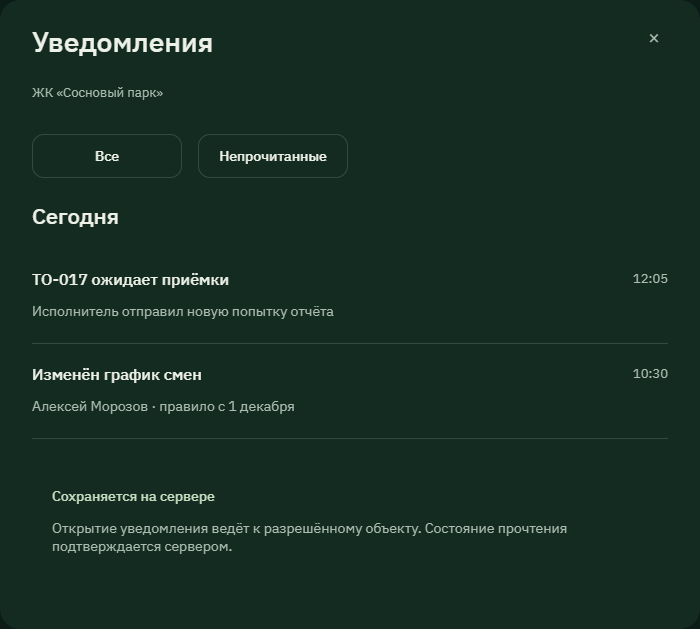 Уведомления
×
ЖК «Сосновый парк»
Все
Непрочитанные
Сегодня
ТО-017 ожидает приёмки
12:05
Исполнитель отправил новую попытку отчёта
Изменён график смен
10:30
Алексей Морозов · правило с 1 декабря
Сохраняется на сервере
Открытие уведомления ведёт к разрешённому объекту. Состояние прочтения
подтверждается сервером.